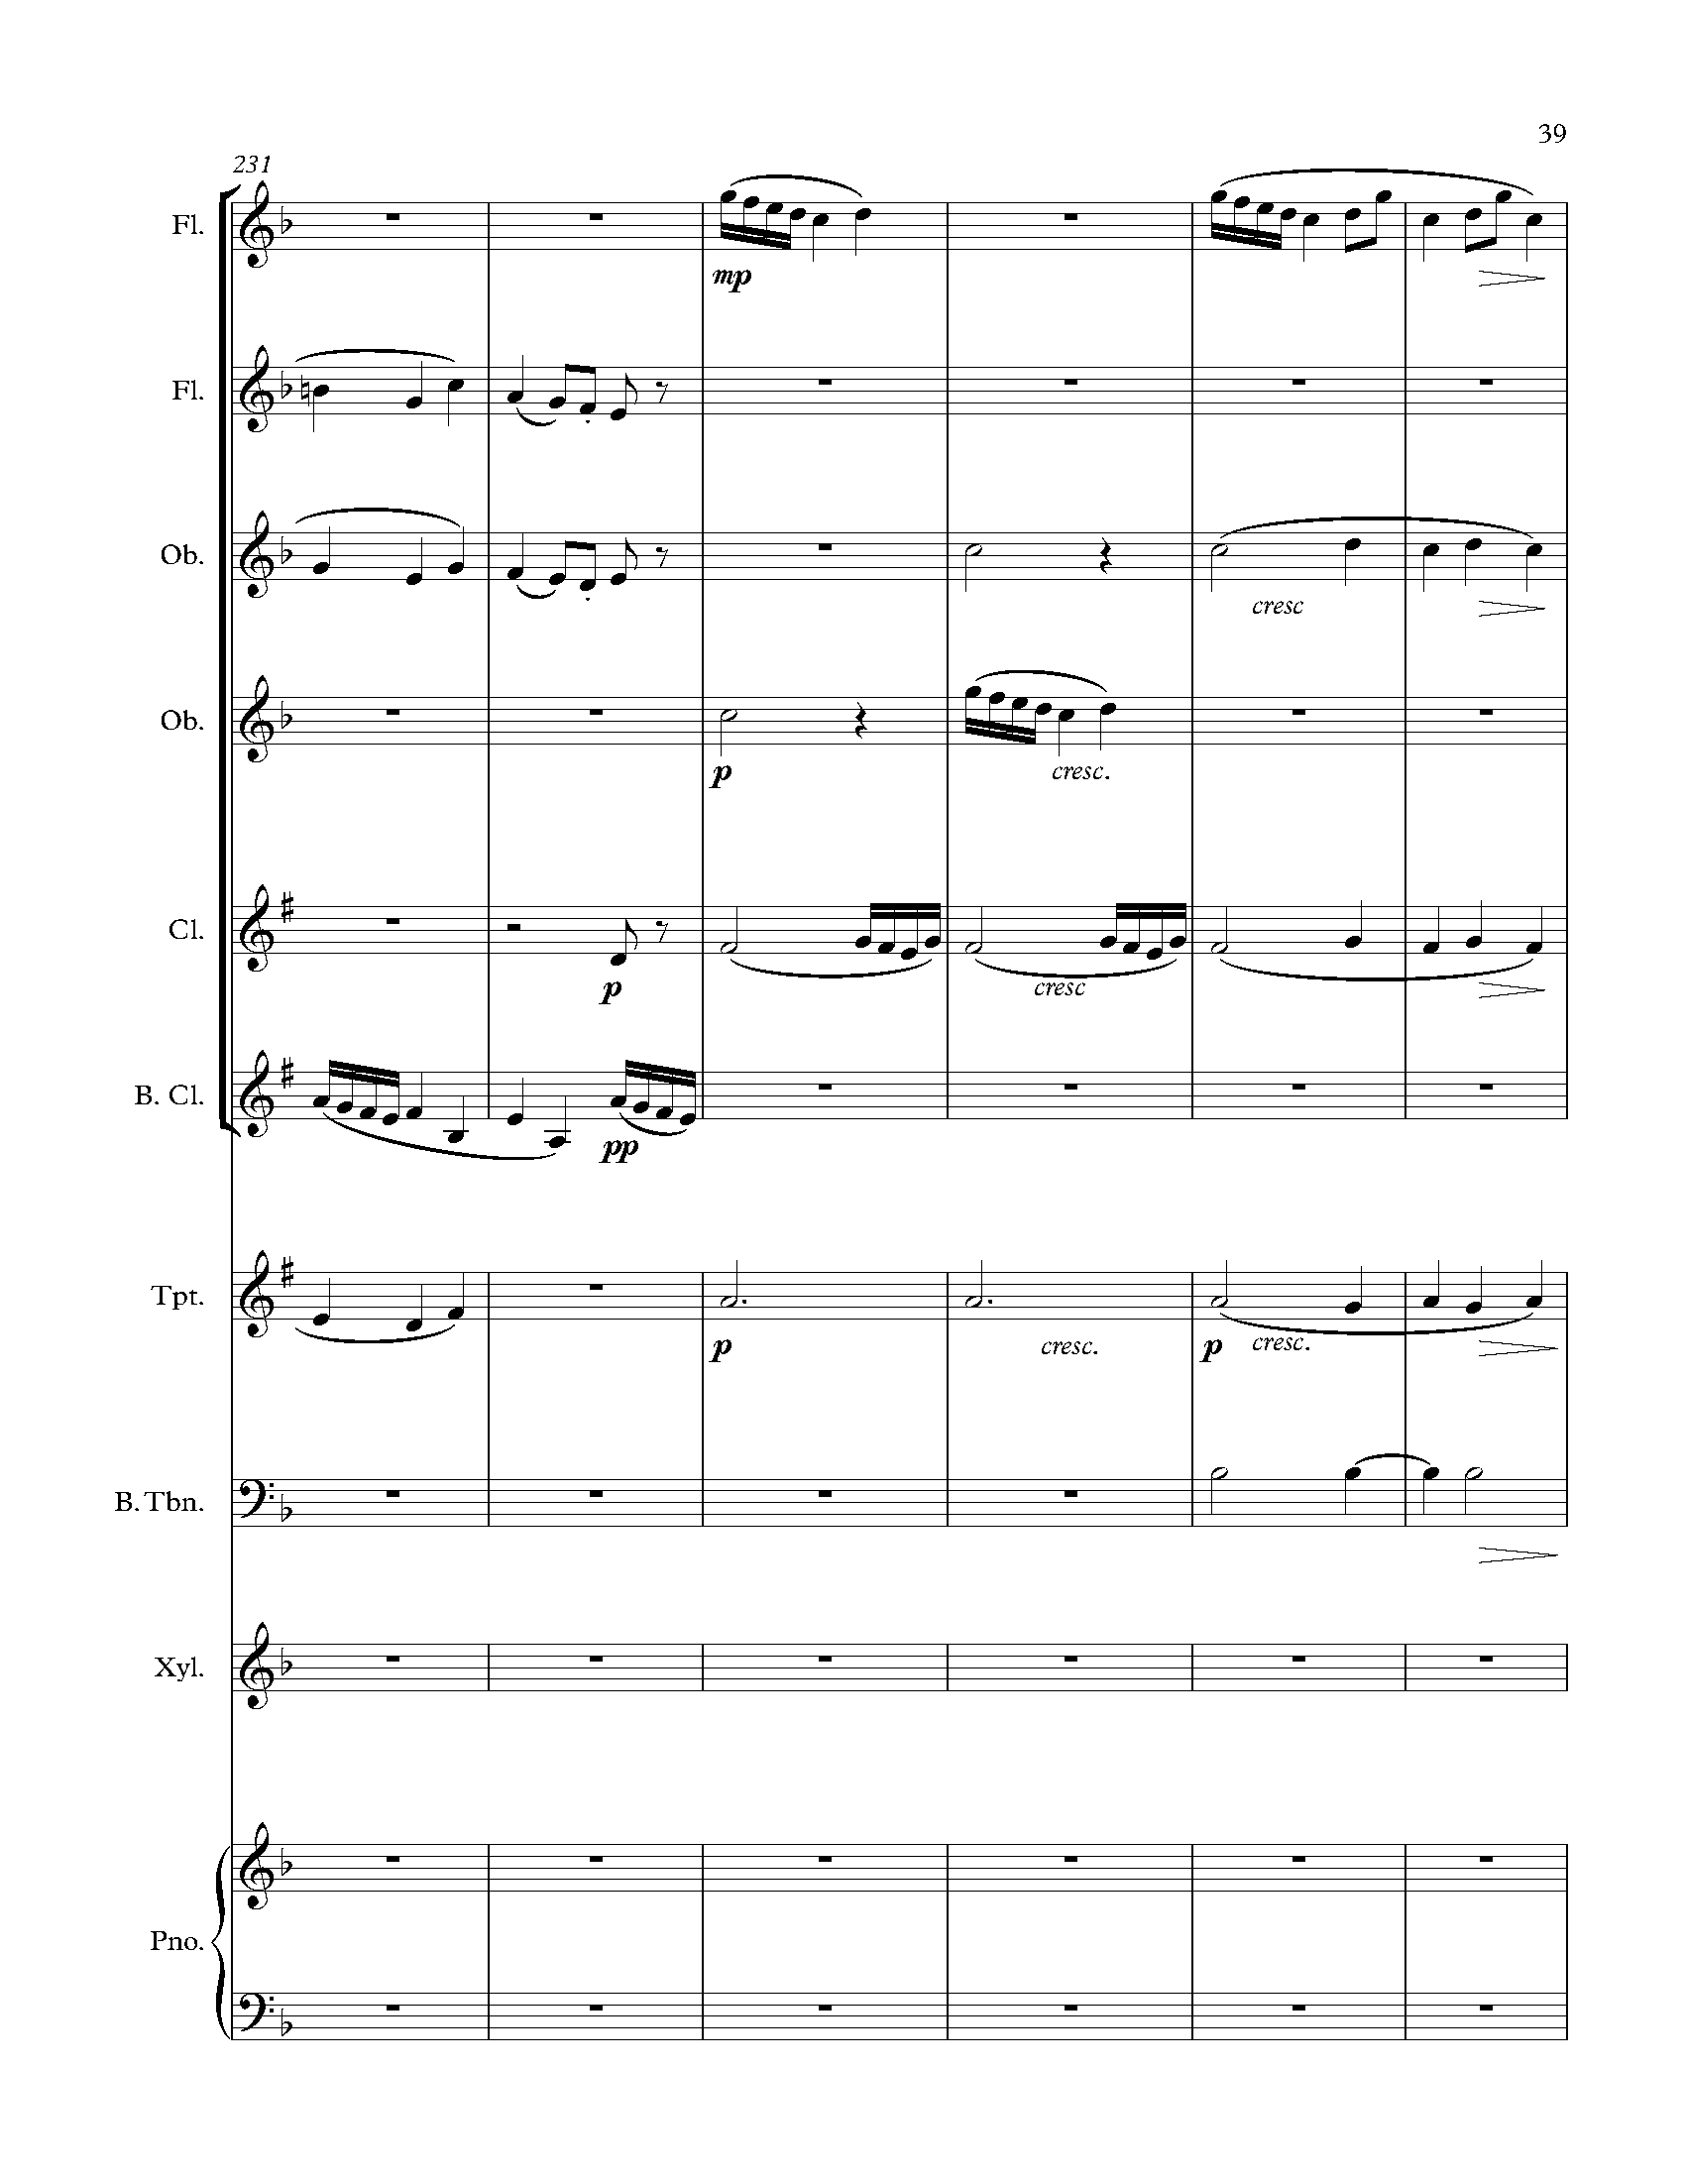 39
231
Fl.
mp
Fl.
Ob.
cresc
Ob.
p
cresc.
Cl.
p
cresc
B. Cl.
pp
Tpt.
p
cresc.
p
cresc.
B. Tbn.
Xyl.
Pno.